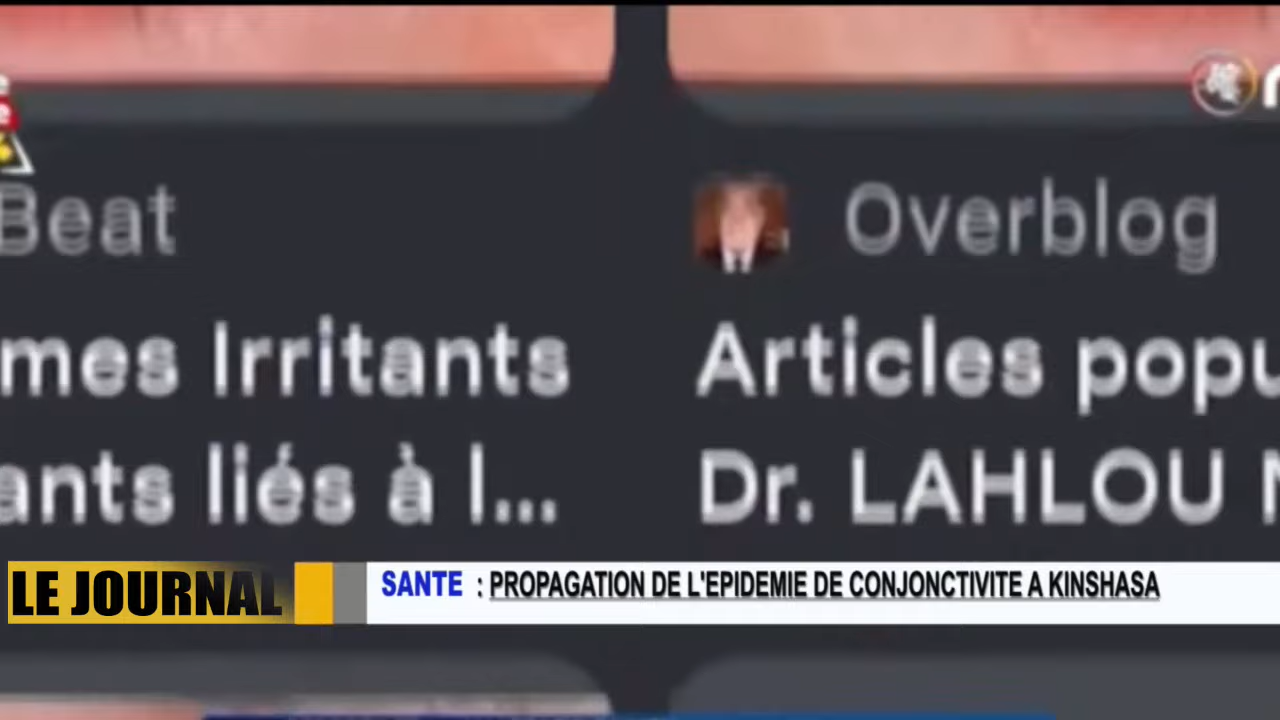 Beat
Overblog
mes Irritants
Articles popu
ants liés à l...
Dr. LAHLOU
LE JOURNAL
SANTE : PROPAGATION DE L'EPIDEMIE DE CONJONCTIVITE A KINSHASA